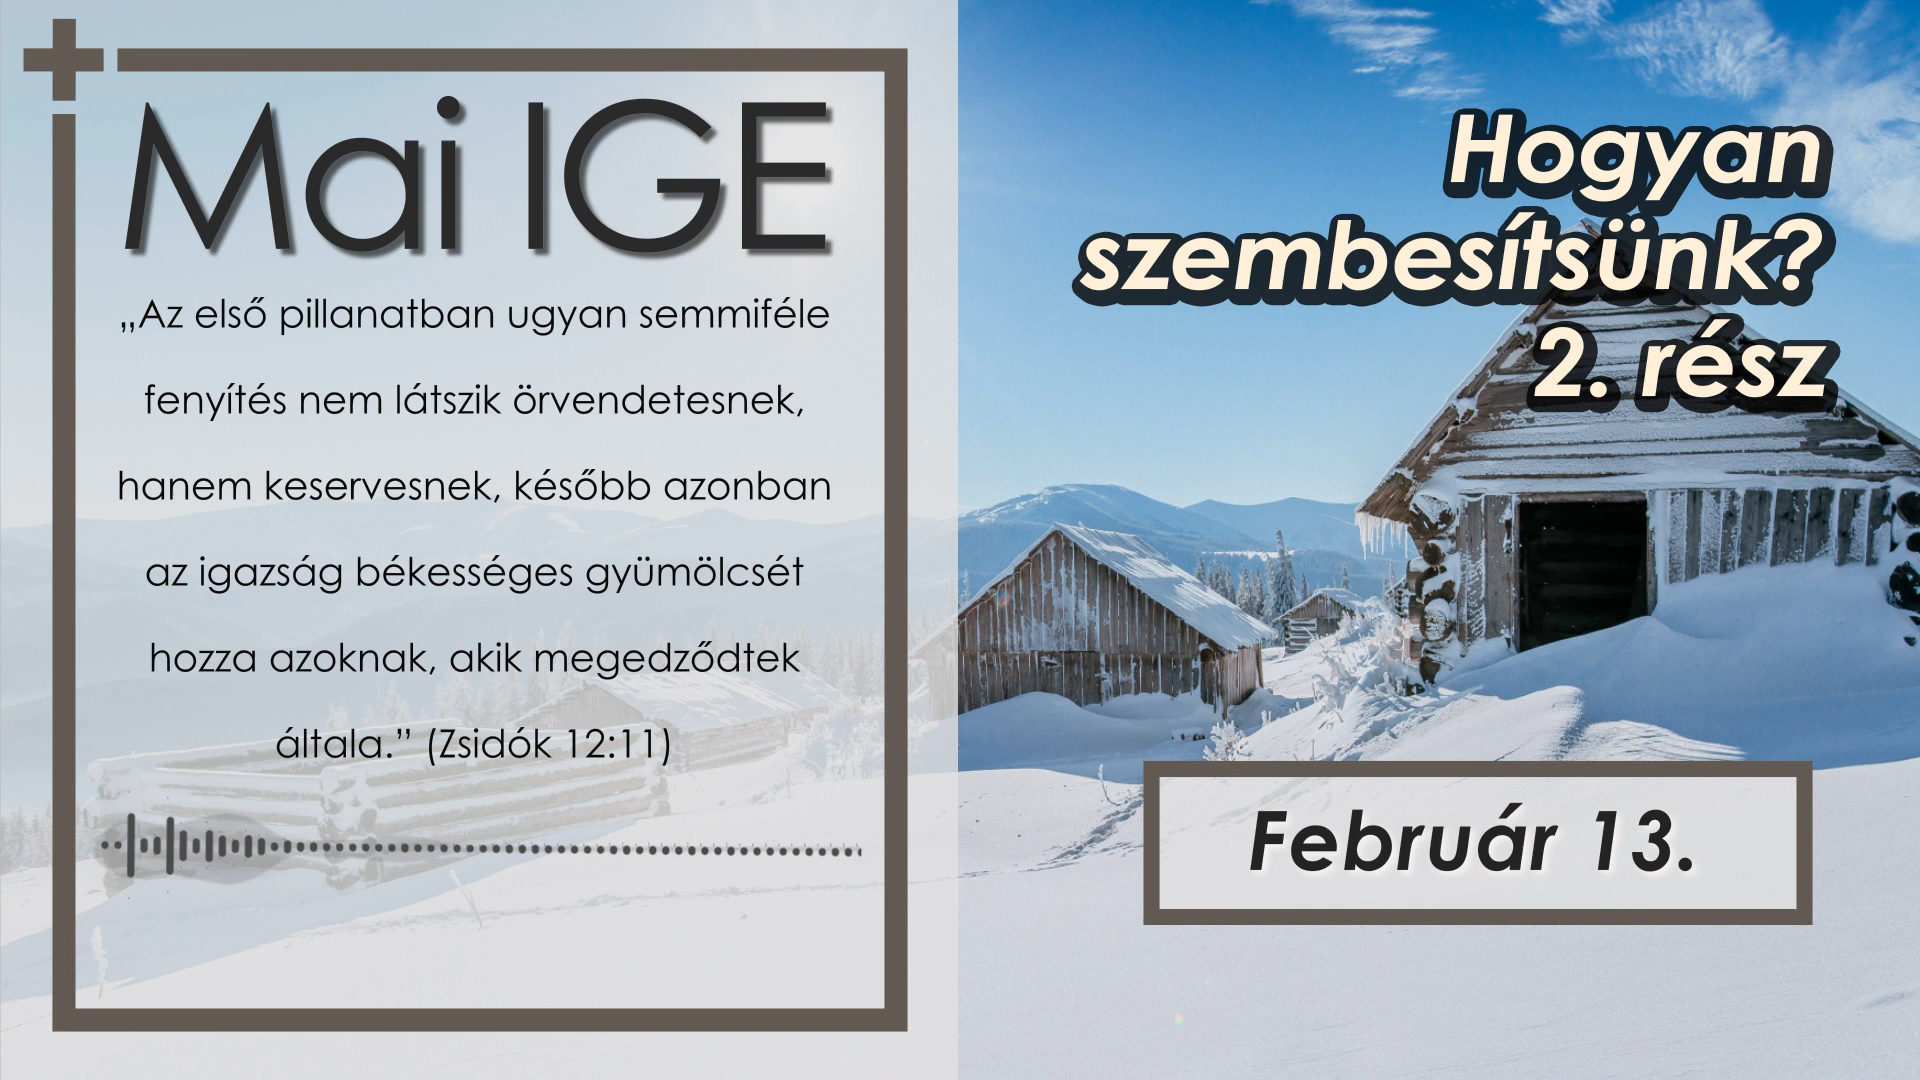 Mai IGE
„Az első pillanatban ugyan semmiféle
fenyítés nem látszik örvendetesnek,
hanem keservesnek, később azonban
az igazság békességes gyümölcsét
hozza azoknak, akik megedződtek
általa.” (Zsidók 12:11)
Hogyan
szembesítsünk?
2. rész
Február 13.